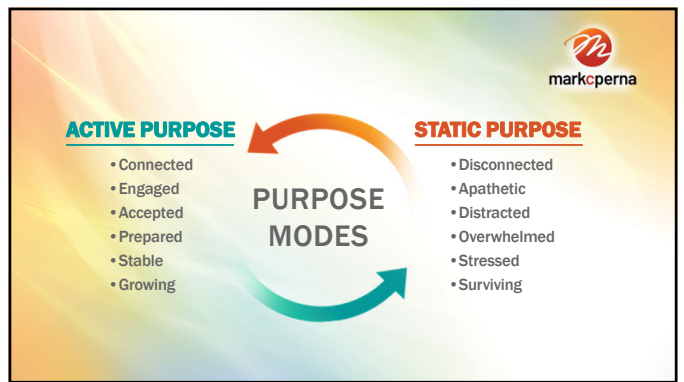 markcperna
ACTIVE PURPOSE
•Connected
•Engaged
•Accepted
•Prepared
•Stable
•Growing
PURPOSE
MODES
STATIC PURPOSE
•Disconnected
•Apathetic
•Distracted
•Overwhelmed
•Stressed
•Surviving